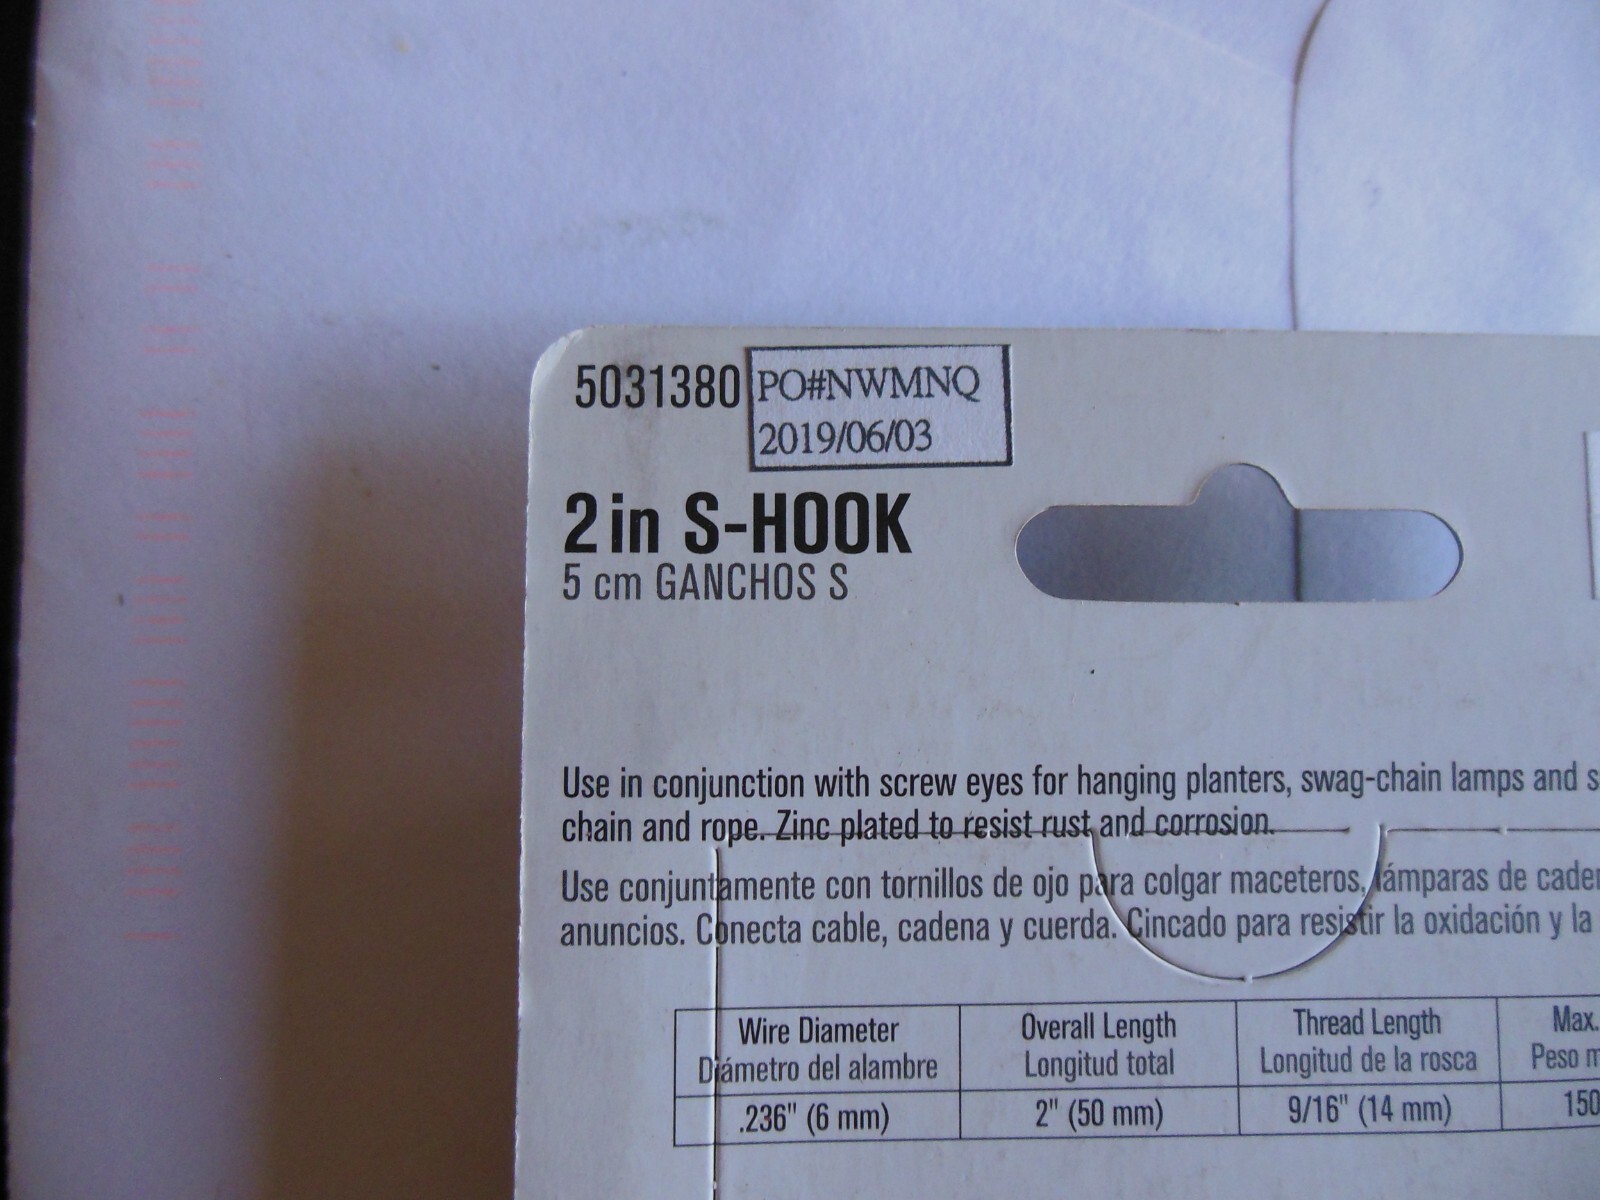 5031380
PO#NWMNQ
2019/06/03
2 in S-HOOK
5 cm GANCHOS S
Use in conjunction with screw eyes for hanging planters, swag-chain lamps and
chain and rope. Zinc plated to resist rust and corrosion.
Use conjuntamente con tornillos de ojo para colgar maceteros, lámparas de
anuncios. Conecta cable, cadena y cuerda. Cincado para resistir la oxidación y la
Wire Diameter Overall Length Thread Length Max.
Diámetro del alambre Longitud total Longitud de la rosca Peso
.236" (6 mm) 2" (50 mm) 9/16" (14 mm) 150